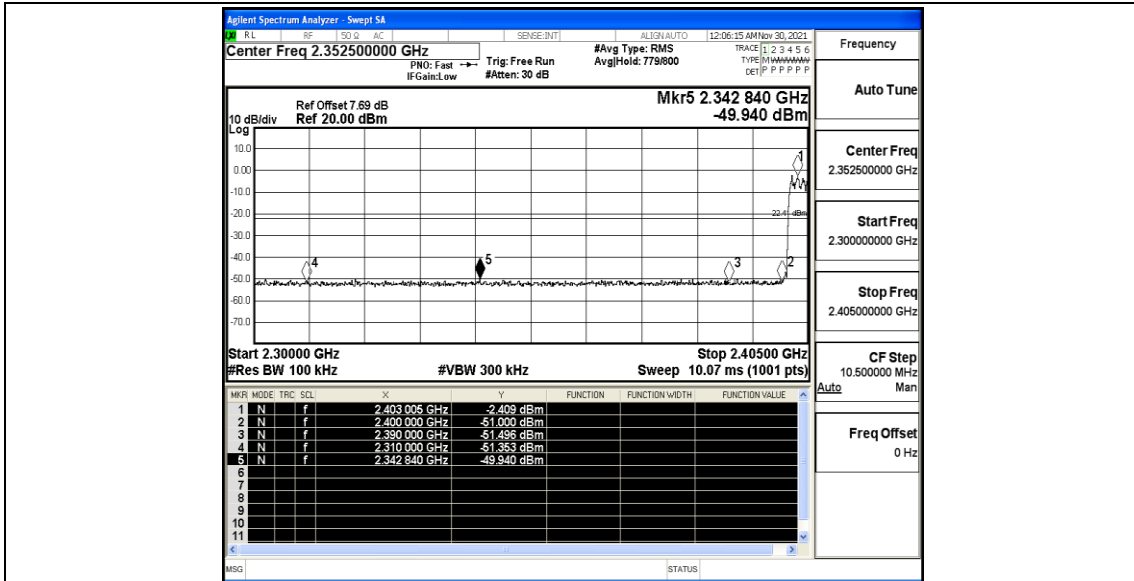 Agilent Spectrum Analyzer - Swept SA
LXI RL RF 50 Ω AC SENSE:INT ALIGN AUTO 12:06:15 AM Nov 30, 2021
Center Freq 2.352500000 GHz
#Avg Type: RMS
TRACE 1 2 3 4 5 6
PNO: Fast
IFGain:Low
Trig: Free Run
#Atten: 30 dB
Avg|Hold: 779/800
TYPE M
DET P P P P P P
Mkr5 2.342 840 GHz
-49.940 dBm
Ref Offset 7.69 dB
10 dB/div Ref 20.00 dBm
Log
10.0
0.00
-10.0
-20.0
-30.0
-40.0
-50.0
-60.0
-70.0
1
dBm
4
5
3
2
Start 2.30000 GHz Stop 2.40500 GHz
#Res BW 100 kHz #VBW 300 kHz Sweep 10.07 ms (1001 pts)
MKR MODE TRC SCL X Y FUNCTION FUNCTION WIDTH FUNCTION VALUE
1 N f 2.403 005 GHz -2.409 dBm
2 N f 2.400 000 GHz -51.000 dBm
3 N f 2.390 000 GHz -51.496 dBm
4 N f 2.310 000 GHz -51.353 dBm
5 N f 2.342 840 GHz -49.940 dBm
6
7
8
9
10
11
MSG STATUS
Frequency
Auto Tune
Center Freq
2.352500000 GHz
Start Freq
2.300000000 GHz
Stop Freq
2.405000000 GHz
CF Step
10.500000 MHz
Auto Man
Freq Offset
0 Hz